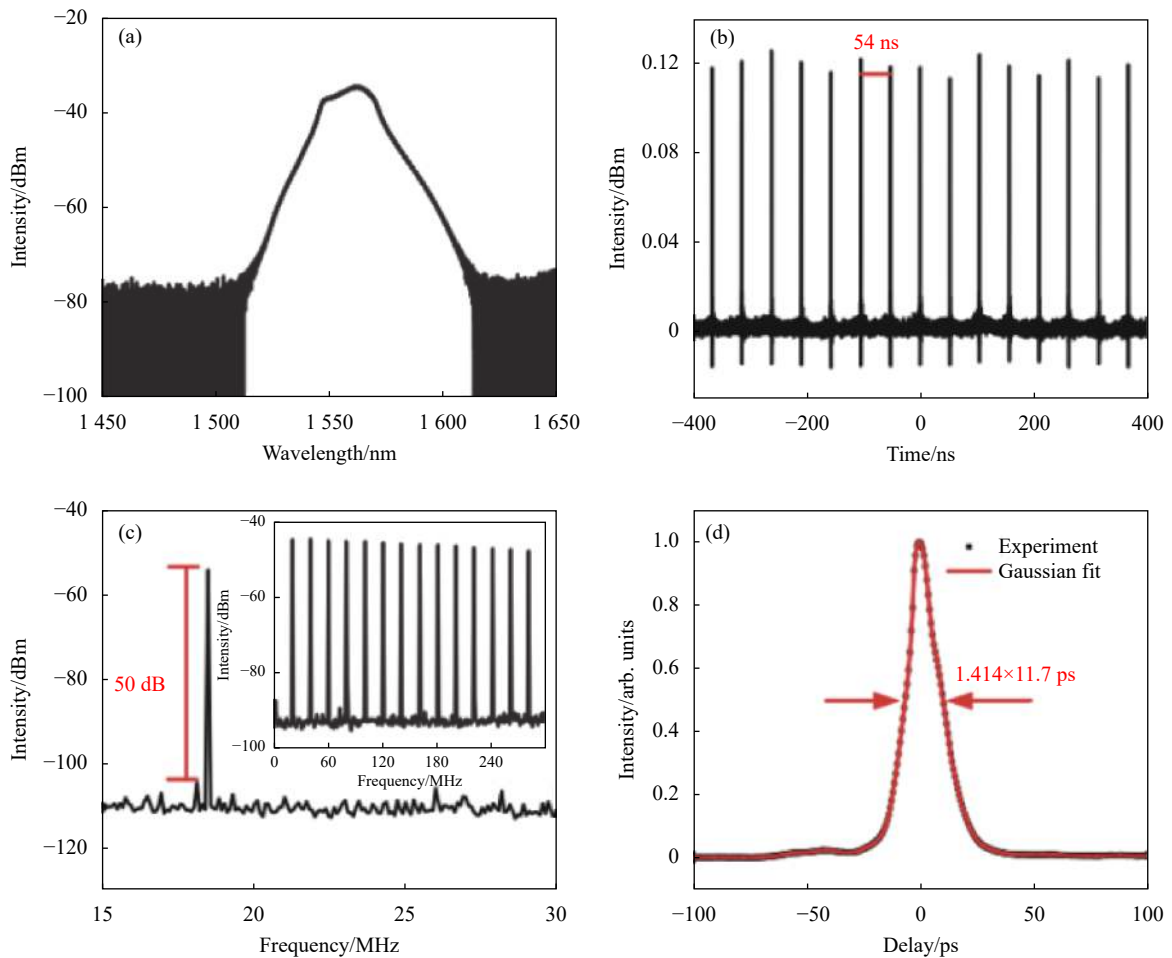 (a)
−20
−40
−60
−80
−100
Intensity/dBm
1 450
1 500
1 550
1 600
1 650
Wavelength/nm
(b)
54 ns
0.12
0.08
0.04
0
Intensity/dBm
−400
−200
0
200
400
Time/ns
(c)
−40
−60
−80
−100
−120
Intensity/dBm
50 dB
15
20
25
30
Frequency/MHz
−40
−60
−80
−100
Intensity/dBm
0
60
120
180
240
Frequency/MHz
(d)
Experiment
Gaussian fit
1.414×11.7 ps
1.0
0.8
0.6
0.4
0.2
0
Intensity/arb. units
−100
−50
0
50
100
Delay/ps